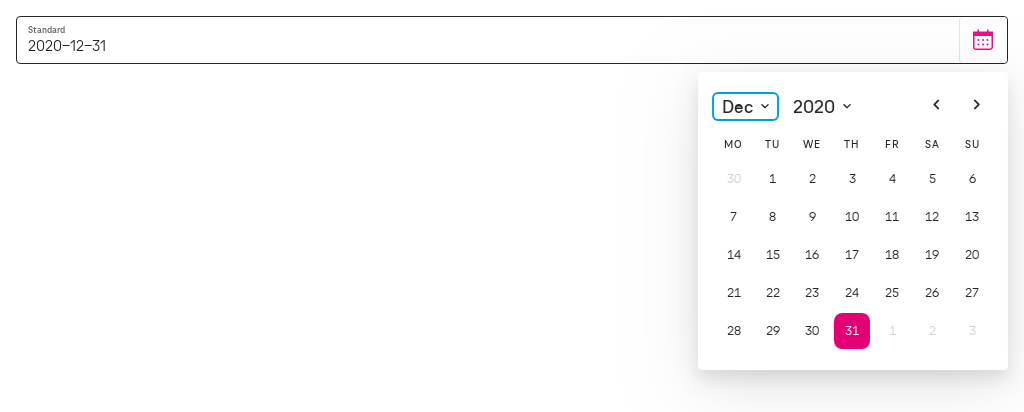 Standard
2020-12-31
Dec 2020
MO TU WE TH FR SA SU
30 1 2 3 4 5 6
7 8 9 10 11 12 13
14 15 16 17 18 19 20
21 22 23 24 25 26 27
28 29 30 31 1 2 3